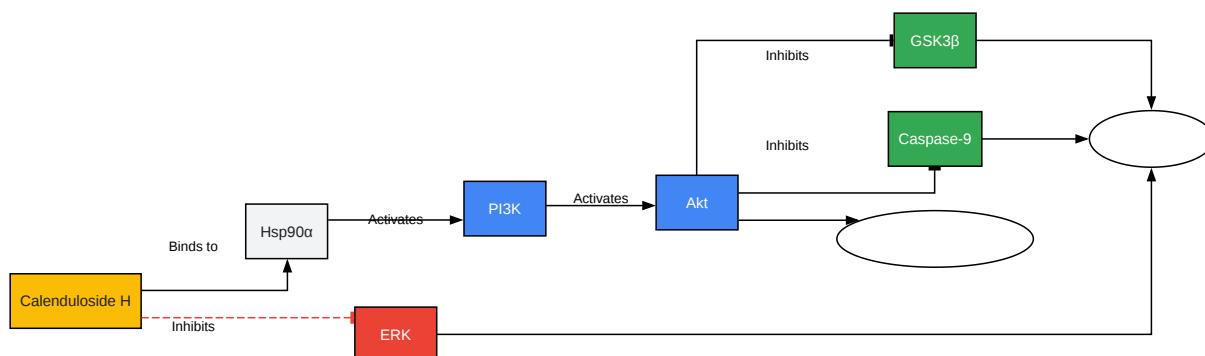 GSK3β
Inhibits
Caspase-9
Inhibits
PI3K
Akt
Activates
Activates
Hsp90α
Binds to
Calenduloside H
Inhibits
ERK